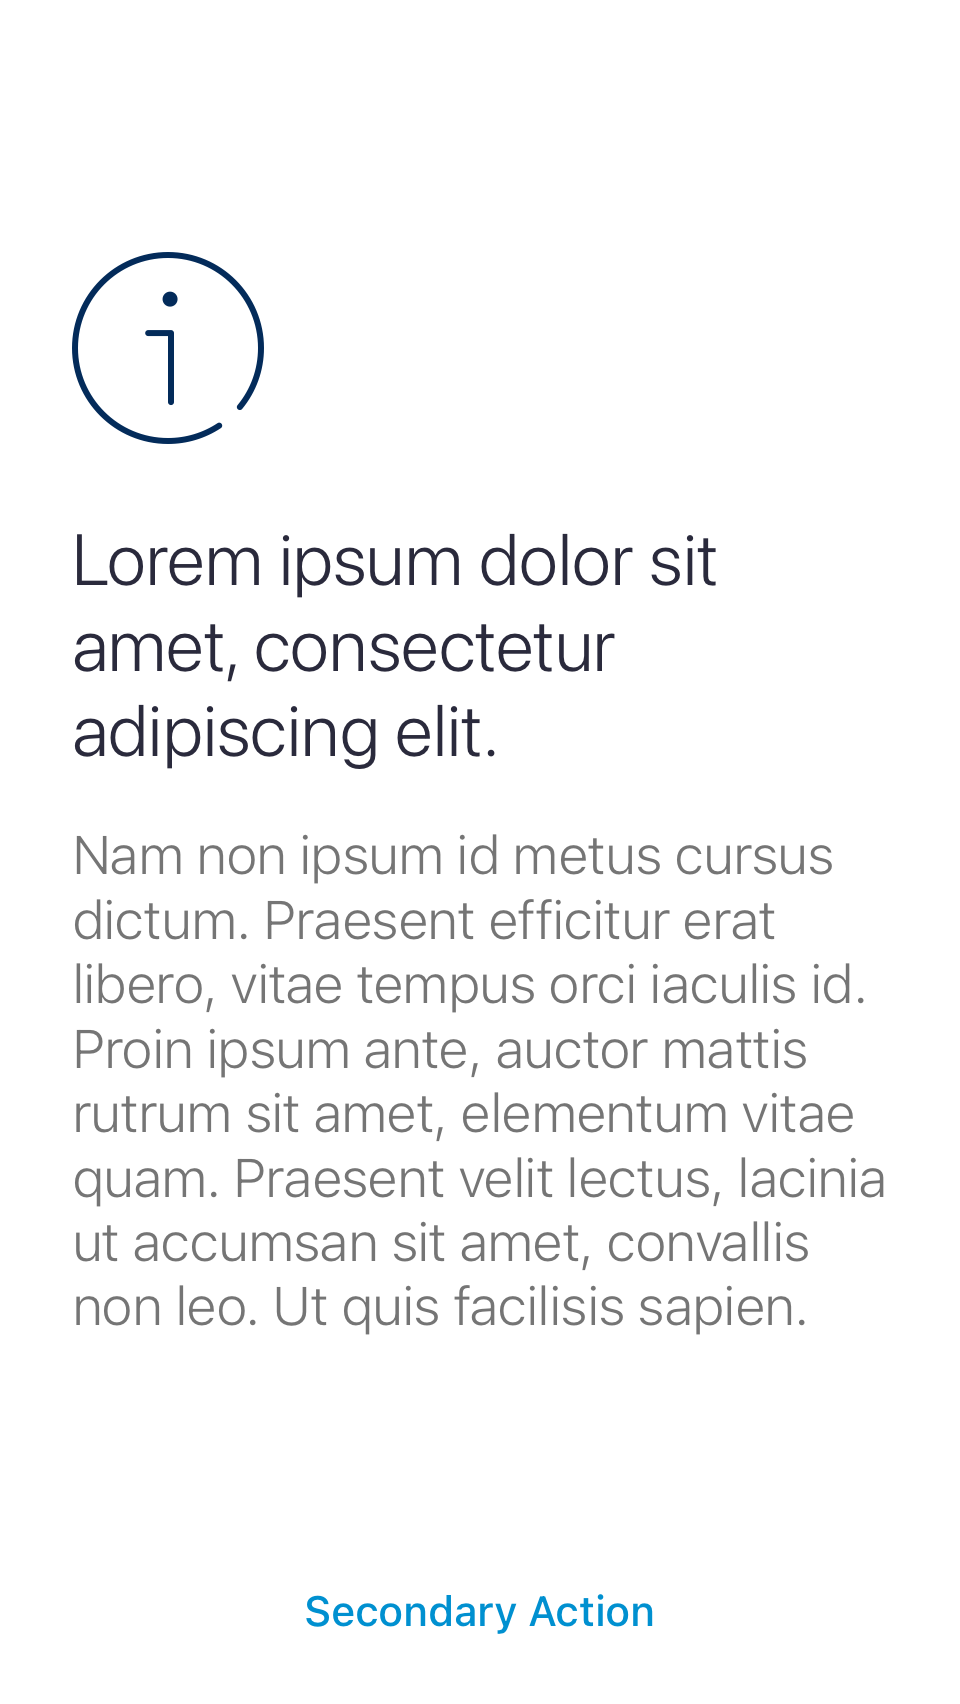 Lorem ipsum dolor sit
amet, consectetur
adipiscing elit.
Nam non ipsum id metus cursus
dictum. Praesent efficitur erat
libero, vitae tempus orci iaculis id.
Proin ipsum ante, auctor mattis
rutrum sit amet, elementum vitae
quam. Praesent velit lectus, lacinia
ut accumsan sit amet, convallis
non leo. Ut quis facilisis sapien.
Secondary Action